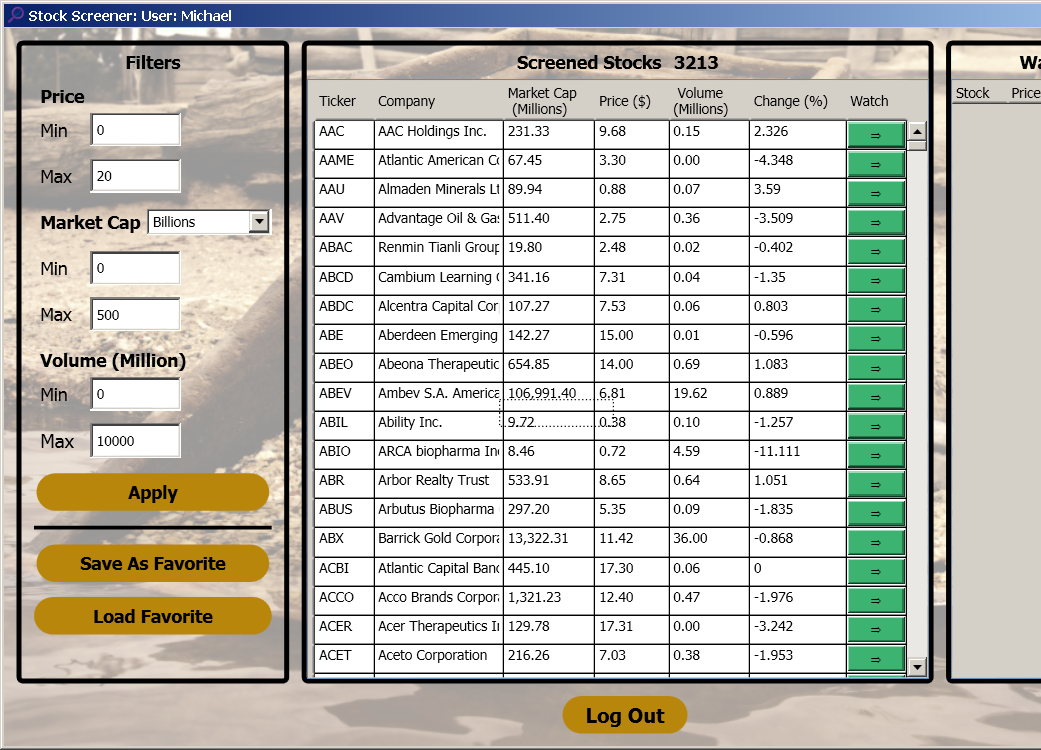 Stock Screener: User: Michael
Filters
Price
Min 0
Max 20
Market Cap Billions
Min 0
Max 500
Volume (Million)
Min 0
Max 10000
Apply
Save As Favorite
Load Favorite
Screened Stocks 3213
Ticker Company Market Cap (Millions) Price ($) Volume (Millions) Change (%) Watch
AAC AAC Holdings Inc. 231.33 9.68 0.15 2.326 ⇒
AAME Atlantic American Co 67.45 3.30 0.00 -4.348 ⇒
AAU Almaden Minerals Lt 89.94 0.88 0.07 3.59 ⇒
AAV Advantage Oil & Gas 511.40 2.75 0.36 -3.509 ⇒
ABAC Renmin Tianli Group 19.80 2.48 0.02 -0.402 ⇒
ABCD Cambium Learning G 341.16 7.31 0.04 -1.35 ⇒
ABDC Alcentra Capital Cor 107.27 7.53 0.06 0.803 ⇒
ABE Aberdeen Emerging 142.27 15.00 0.01 -0.596 ⇒
ABEO Abeona Therapeutic 654.85 14.00 0.69 1.083 ⇒
ABEV Ambev S.A. America 106,991.40 6.81 19.62 0.889 ⇒
ABIL Ability Inc. 9.72 0.38 0.10 -1.257 ⇒
ABIO ARCA biopharma In 8.46 0.72 4.59 -11.111 ⇒
ABR Arbor Realty Trust 533.91 8.65 0.64 1.051 ⇒
ABUS Arbutus Biopharma 297.20 5.35 0.09 -1.835 ⇒
ABX Barrick Gold Corpora 13,322.31 11.42 36.00 -0.868 ⇒
ACBI Atlantic Capital Banc 445.10 17.30 0.06 0 ⇒
ACCO Acco Brands Corpor 1,321.23 12.40 0.47 -1.976 ⇒
ACER Acer Therapeutics I 129.78 17.31 0.00 -3.242 ⇒
ACET Aceto Corporation 216.26 7.03 0.38 -1.953 ⇒
Wa
Stock Price
Log Out